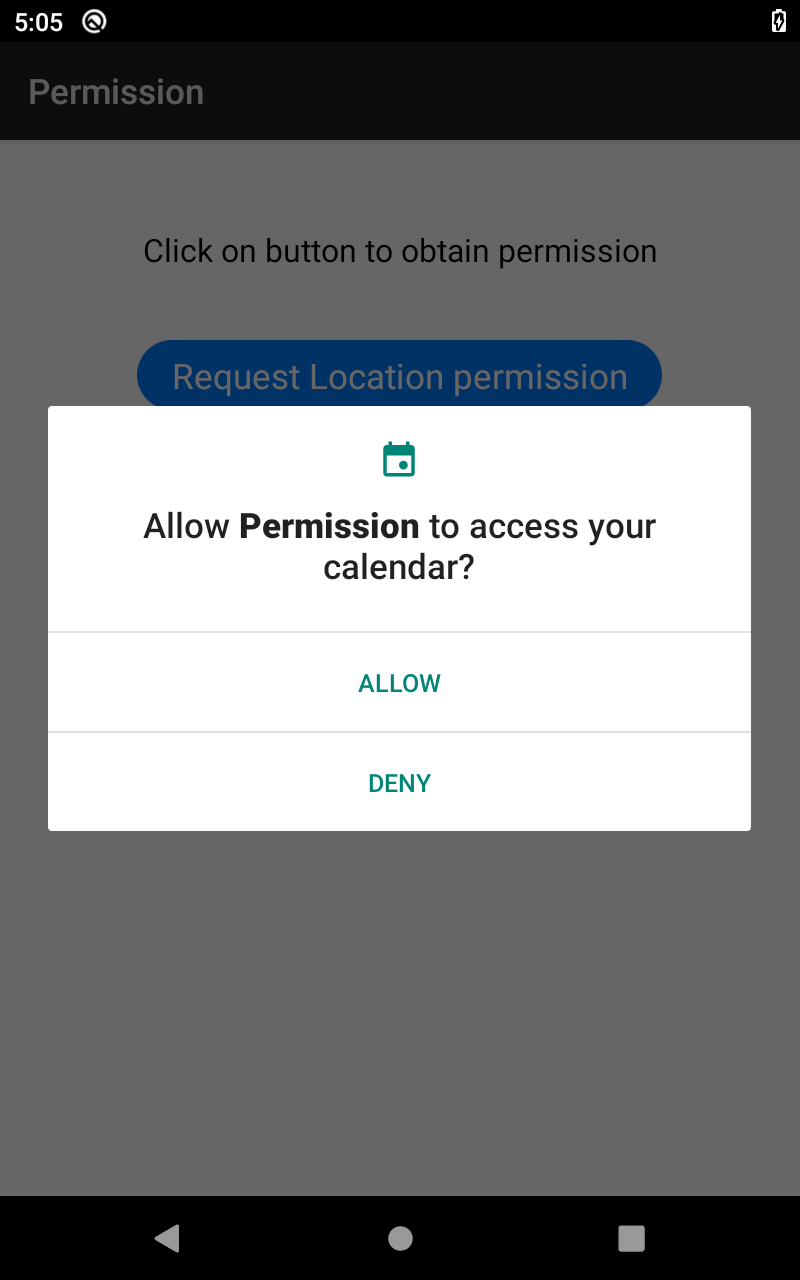 5:05
Permission
Click on button to obtain permission
Request Location permission
Allow Permission to access your
calendar?
ALLOW
DENY